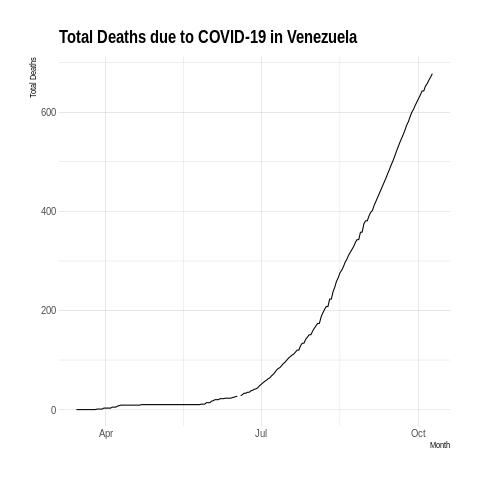 Total Deaths due to COVID-19 in Venezuela
Total Deaths
600
400
200
0
Apr
Jul
Oct
Month